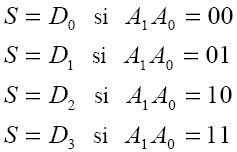 S = D₀ si A₁A₀ = 00
S = D₁ si A₁A₀ = 01
S = D₂ si A₁A₀ = 10
S = D₃ si A₁A₀ = 11